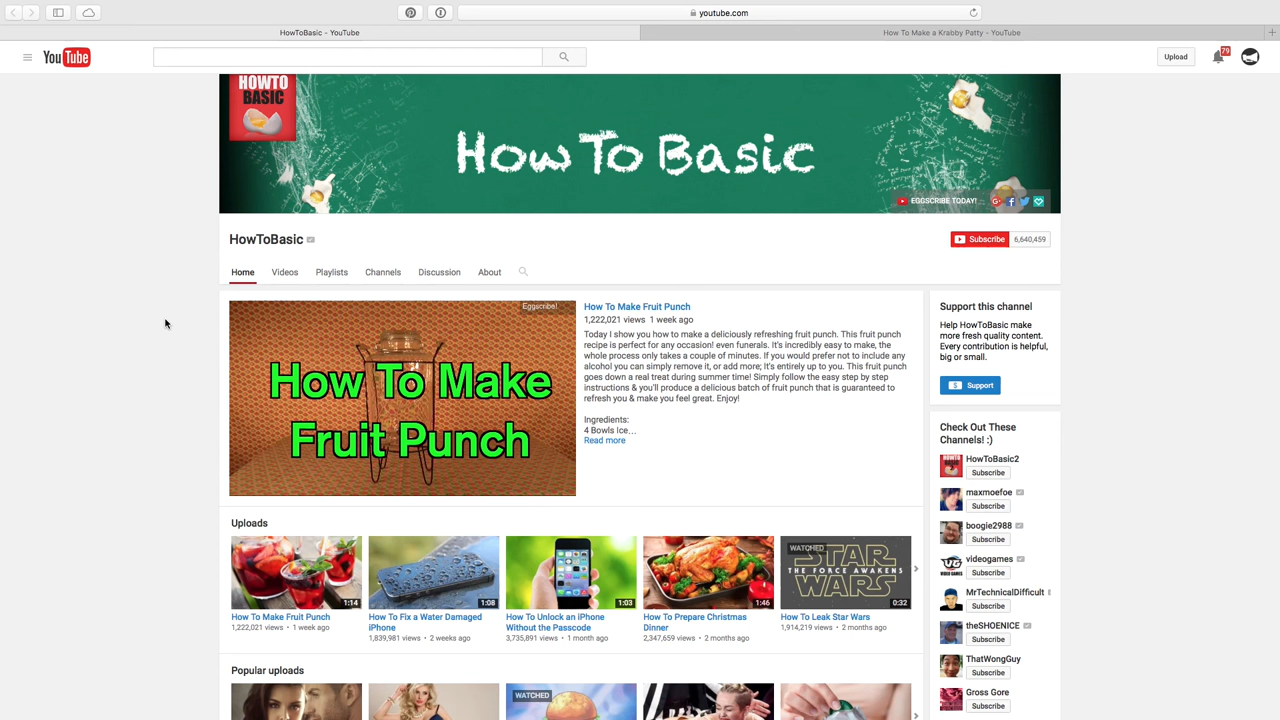 youtube.com
HowToBasic - YouTube
How To Make a Krabby Patty - YouTube
YouTube
Upload
79
HOWTO
BASIC
How To Basic
EGGSCRIBE TODAY!
HowToBasic
Subscribe 6,640,459
Home Videos Playlists Channels Discussion About
Eggscribe!
How To Make
Fruit Punch
How To Make Fruit Punch
1,222,021 views 1 week ago
Today I show you how to make a deliciously refreshing fruit punch. This fruit punch
recipe is perfect for any occasion! even funerals. It's incredibly easy to make, the
whole process only takes a couple of minutes. If you would prefer not to include any
alcohol you can simply remove it, or add more; It's entirely up to you. This fruit punch
goes down a real treat during summer time! Simply follow the easy step by step
instructions & you'll produce a delicious batch of fruit punch that is guaranteed to
refresh you & make you feel great. Enjoy!
Ingredients:
4 Bowls Ice...
Read more
Support this channel
Help HowToBasic make
more fresh quality content.
Every contribution is helpful,
big or small.
$ Support
Check Out These
Channels! :)
HowToBasic2
Subscribe
maxmoefoe
Subscribe
boogie2988
Subscribe
videogames
Subscribe
MrTechnicalDifficult
Subscribe
theSHOENICE
Subscribe
ThatWongGuy
Subscribe
Gross Gore
Subscribe
Uploads
1:14
How To Make Fruit Punch
1,222,021 views • 1 week ago
1:08
How To Fix a Water Damaged
iPhone
1,839,981 views • 2 weeks ago
1:03
How To Unlock an iPhone
Without the Passcode
3,735,891 views • 1 month ago
1:46
How To Prepare Christmas
Dinner
2,347,659 views • 2 months ago
WATCHED
STAR
THE FORCE AWAKENS
WARS
0:32
How To Leak Star Wars
1,914,219 views • 2 months ago
Popular uploads
WATCHED